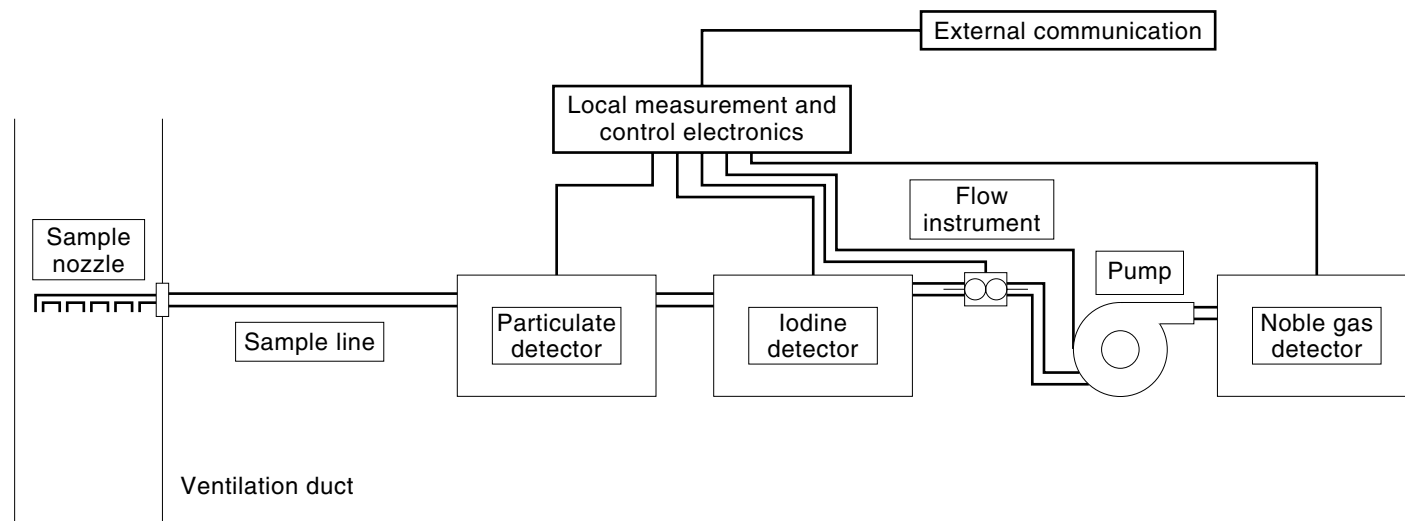 External communication
Local measurement and
control electronics
Flow
instrument
Sample
nozzle
Pump
Particulate
detector
Iodine
detector
Noble gas
detector
Sample line
Ventilation duct